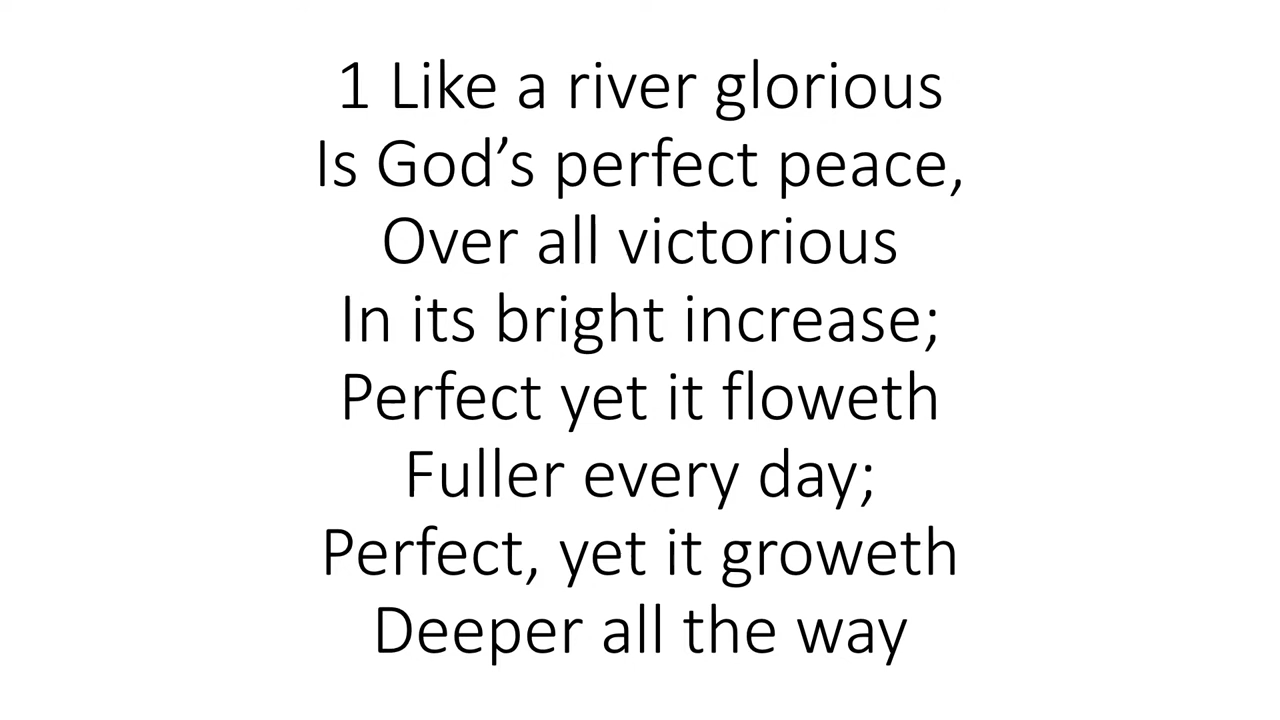 1 Like a river glorious
Is God’s perfect peace,
Over all victorious
In its bright increase;
Perfect yet it floweth
Fuller every day;
Perfect, yet it groweth
Deeper all the way